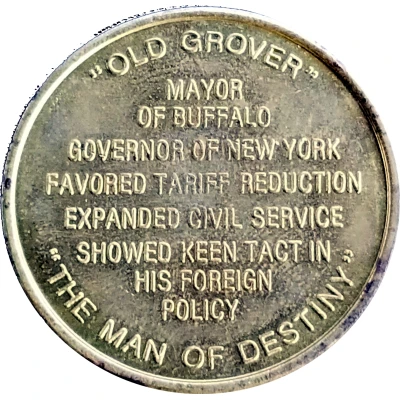 "OLD GROVER"
MAYOR
OF BUFFALO
GOVERNOR OF NEW YORK
FAVORED TARIFF REDUCTION
EXPANDED CIVIL SERVICE
SHOWED KEEN TACT IN
HIS FOREIGN
POLICY
"THE MAN OF DESTINY"